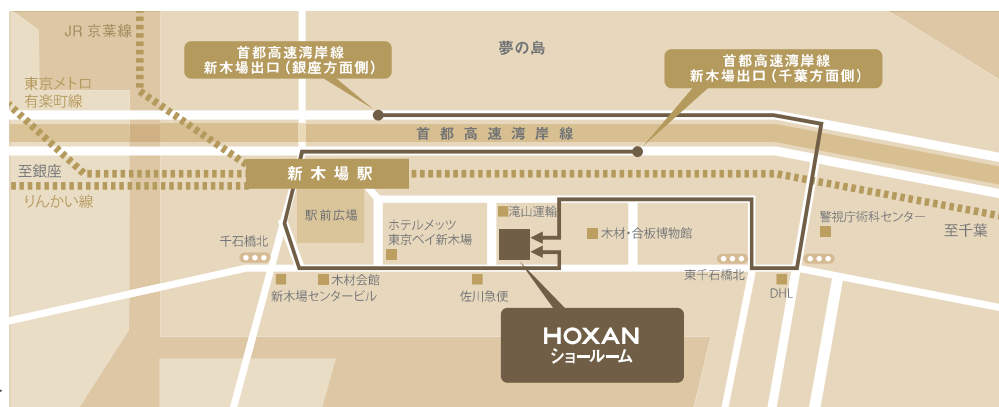 JR 京葉線
首都高速湾岸線
新木場出口（銀座方面側）
夢の島
首都高速湾岸線
新木場出口（千葉方面側）
東京メトロ
有楽町線
首都高速湾岸線
至銀座
新木場駅
りんかい線
駅前広場
ホテルメッツ
東京ベイ新木場
滝山運輸
木材・合板博物館
警視庁術科センター
至千葉
千石橋北
東千石橋北
木材会館
新木場センタービル
佐川急便
DHL
HOXAN
ショールーム